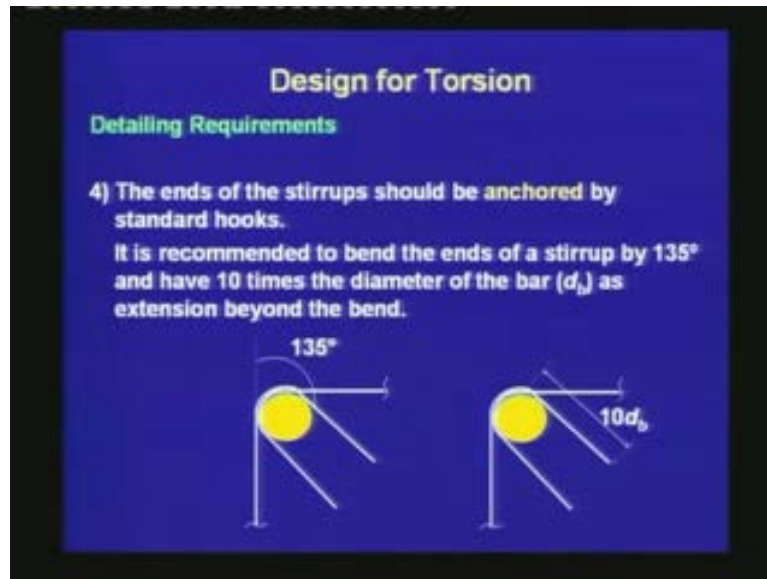 Design for Torsion
Detailing Requirements
4) The ends of the stirrups should be anchored by
standard hooks.
It is recommended to bend the ends of a stirrup by 135°
and have 10 times the diameter of the bar (d_b) as
extension beyond the bend.
135°
10d_b